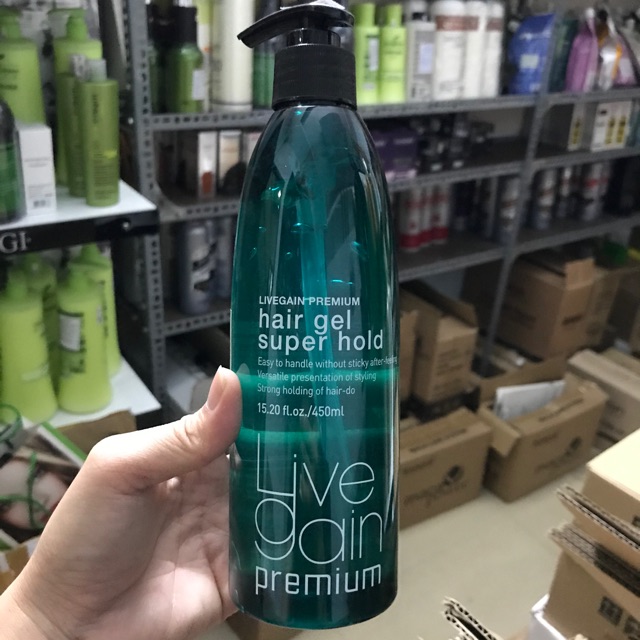 LIVEGAIN PREMIUM
hair gel
super hold
Easy to handle without sticky after-feeling
Versatile presentation of styling
Strong holding of hair-do
15.20 fl.oz./450ml
Live
gain
premium